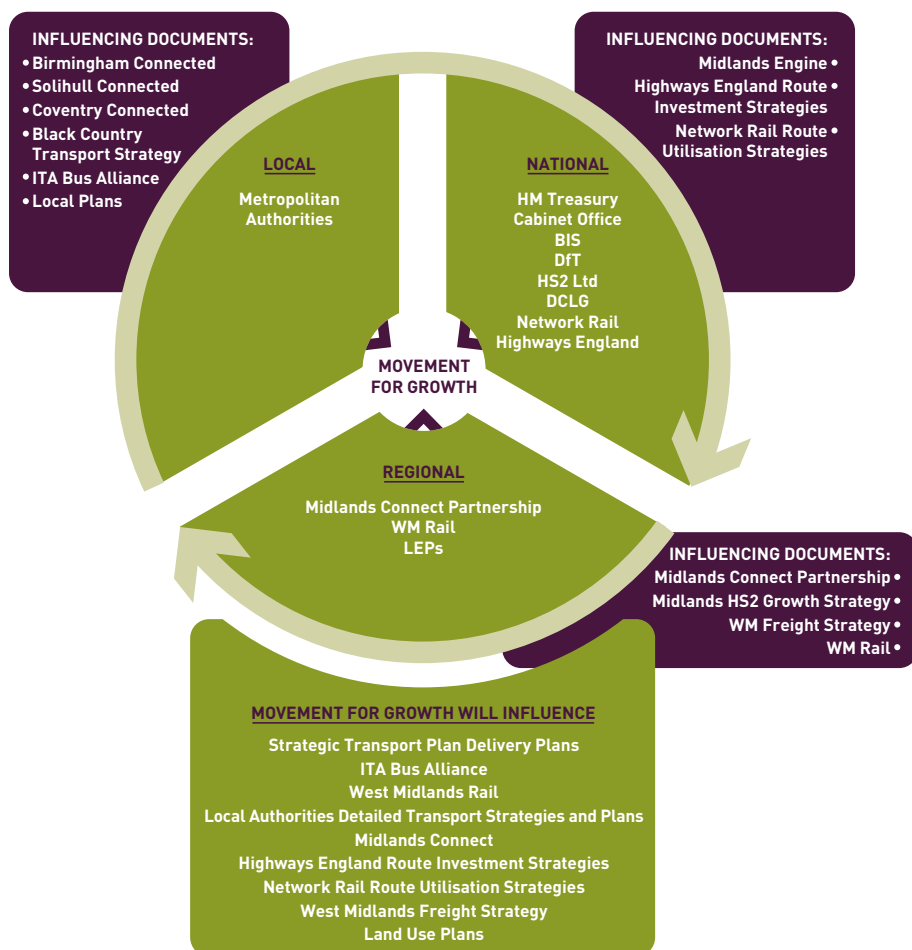 INFLUENCING DOCUMENTS:
• Birmingham Connected
• Solihull Connected
• Coventry Connected
• Black Country
Transport Strategy
• ITA Bus Alliance
• Local Plans
INFLUENCING DOCUMENTS:
Midlands Engine •
Highways England Route •
Investment Strategies
Network Rail Route •
Utilisation Strategies
LOCAL
Metropolitan
Authorities
NATIONAL
HM Treasury
Cabinet Office
BIS
DfT
HS2 Ltd
DCLG
Network Rail
Highways England
MOVEMENT
FOR GROWTH
REGIONAL
Midlands Connect Partnership
WM Rail
LEPs
INFLUENCING DOCUMENTS:
Midlands Connect Partnership •
Midlands HS2 Growth Strategy •
WM Freight Strategy •
WM Rail •
MOVEMENT FOR GROWTH WILL INFLUENCE
Strategic Transport Plan Delivery Plans
ITA Bus Alliance
West Midlands Rail
Local Authorities Detailed Transport Strategies and Plans
Midlands Connect
Highways England Route Investment Strategies
Network Rail Route Utilisation Strategies
West Midlands Freight Strategy
Land Use Plans